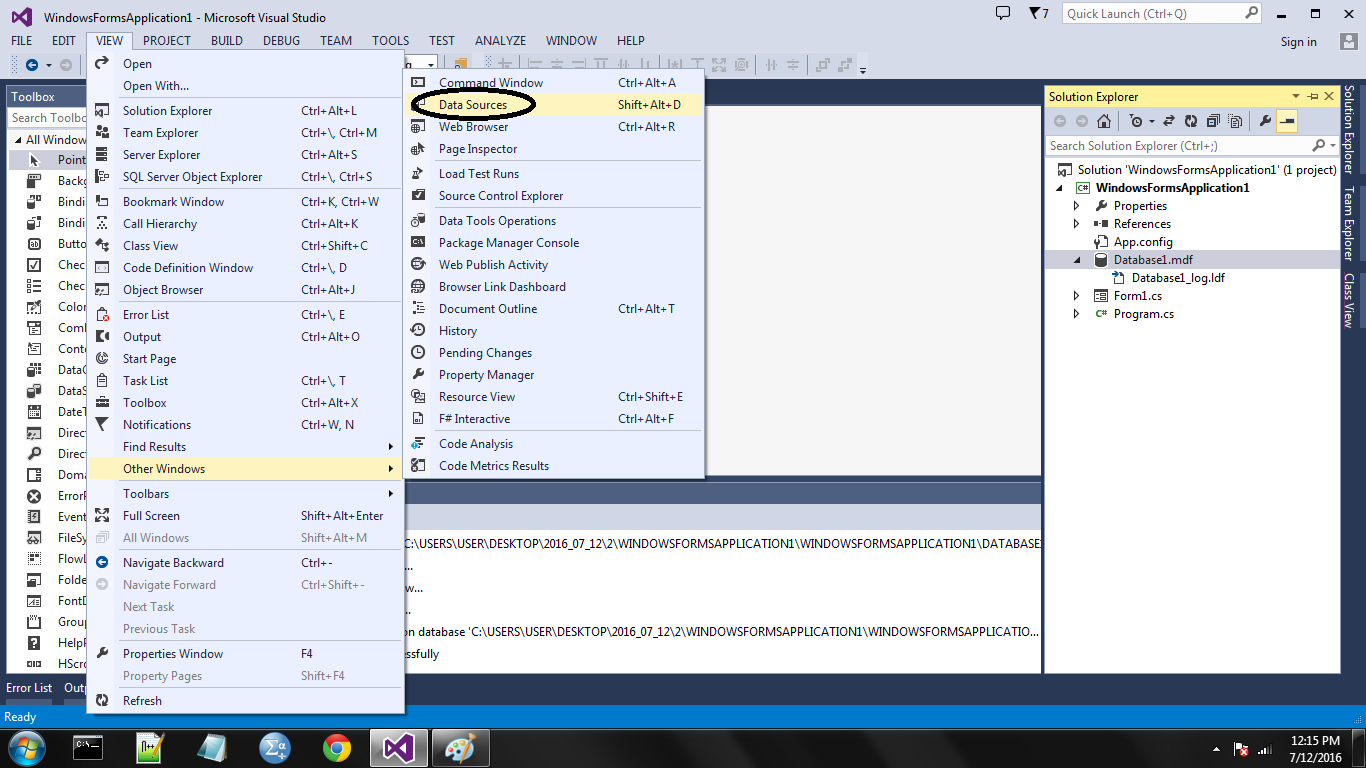 WindowsFormsApplication1 - Microsoft Visual Studio
7
Quick Launch (Ctrl+Q)
FILE EDIT VIEW PROJECT BUILD DEBUG TEAM TOOLS TEST ANALYZE WINDOW HELP
Sign in
Toolbox
Search Toolbo
All Window
Point
Backg
Bindi
Bindi
Butto
Chec
Chec
Color
Comb
Conte
DataG
DataS
DateT
Direc
Direc
Doma
ErrorP
Event
FileSy
FlowL
Folde
FontD
Group
HelpP
HScro
Open
Open With...
Solution Explorer Ctrl+Alt+L
Team Explorer Ctrl+\, Ctrl+M
Server Explorer Ctrl+Alt+S
SQL Server Object Explorer Ctrl+\, Ctrl+S
Bookmark Window Ctrl+K, Ctrl+W
Call Hierarchy Ctrl+Alt+K
Class View Ctrl+Shift+C
Code Definition Window Ctrl+\, D
Object Browser Ctrl+Alt+J
Error List Ctrl+\, E
Output Ctrl+Alt+O
Start Page
Task List Ctrl+\, T
Toolbox Ctrl+Alt+X
Notifications Ctrl+W, N
Find Results
Other Windows
Toolbars
Full Screen Shift+Alt+Enter
All Windows Shift+Alt+M
Navigate Backward Ctrl+-
Navigate Forward Ctrl+Shift+-
Next Task
Previous Task
Properties Window F4
Property Pages Shift+F4
Refresh
Command Window Ctrl+Alt+A
Data Sources Shift+Alt+D
Web Browser Ctrl+Alt+R
Page Inspector
Load Test Runs
Source Control Explorer
Data Tools Operations
Package Manager Console
Web Publish Activity
Browser Link Dashboard
Document Outline Ctrl+Alt+T
History
Pending Changes
Property Manager
Resource View Ctrl+Shift+E
F# Interactive Ctrl+Alt+F
Code Analysis
Code Metrics Results
C:\USERS\USER\DESKTOP\2016_07_12\2\WINDOWSFORMSAPPLICATION1\WINDOWSFORMSAPPLICATION1\DATABASE
...
w...
...
on database 'C:\USERS\USER\DESKTOP\2016_07_12\2\WINDOWSFORMSAPPLICATION1\WINDOWSFORMSAPPLICATIO...
ssfully
Solution Explorer
Search Solution Explorer (Ctrl+;)
Solution 'WindowsFormsApplication1' (1 project)
WindowsFormsApplication1
Properties
References
App.config
Database1.mdf
Database1_log.ldf
Form1.cs
Program.cs
Solution Explorer
Team Explorer
Class View
Error List Outp
Ready
12:15 PM
7/12/2016